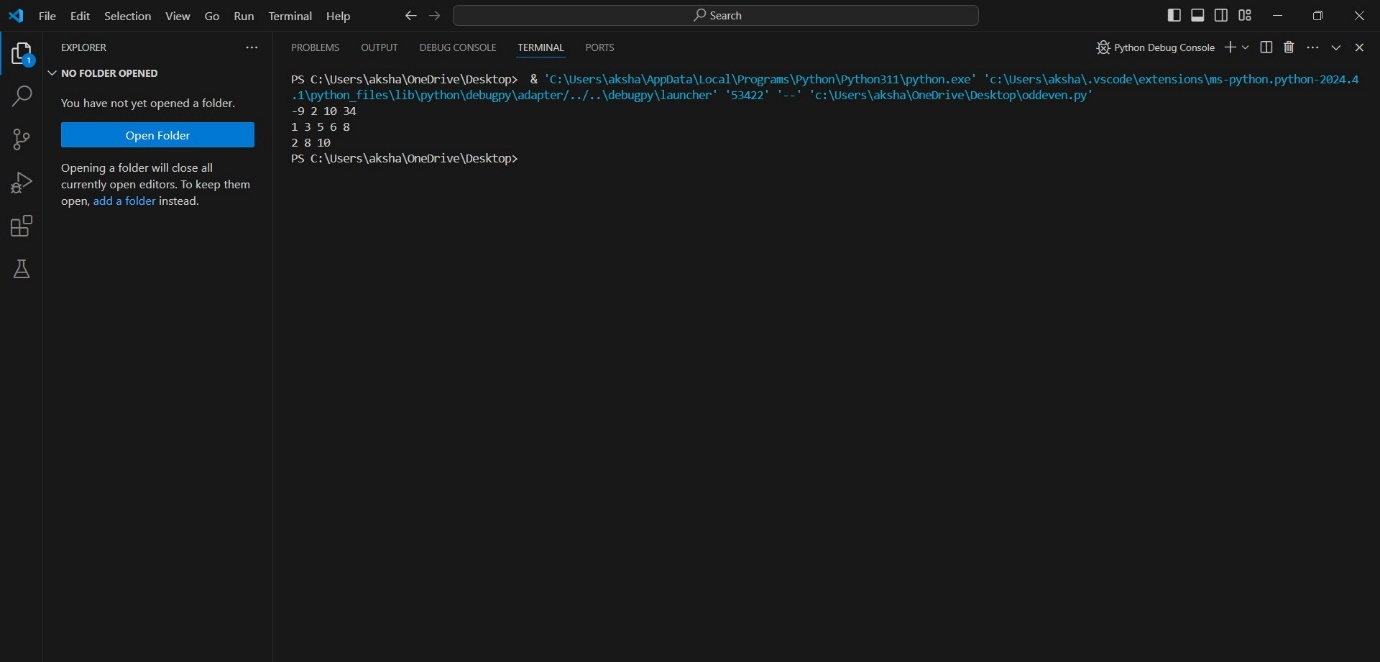 File Edit Selection View Go Run Terminal Help Search
EXPLORER
PROBLEMS OUTPUT DEBUG CONSOLE TERMINAL PORTS Python Debug Console
1
NO FOLDER OPENED
You have not yet opened a folder.
Open Folder
Opening a folder will close all
currently open editors. To keep them
open, add a folder instead.
PS C:\Users\aksha\OneDrive\Desktop>  & 'C:\Users\aksha\AppData\Local\Programs\Python\Python311\python.exe' 'c:\Users\aksha\.vscode\extensions\ms-python.python-2024.4
.1\python_files\lib\python\debugpy\adapter/../..\debugpy\launcher' '53422' '--' 'c:\Users\aksha\OneDrive\Desktop\oddeven.py'
-9 2 10 34
1 3 5 6 8
2 8 10
PS C:\Users\aksha\OneDrive\Desktop>